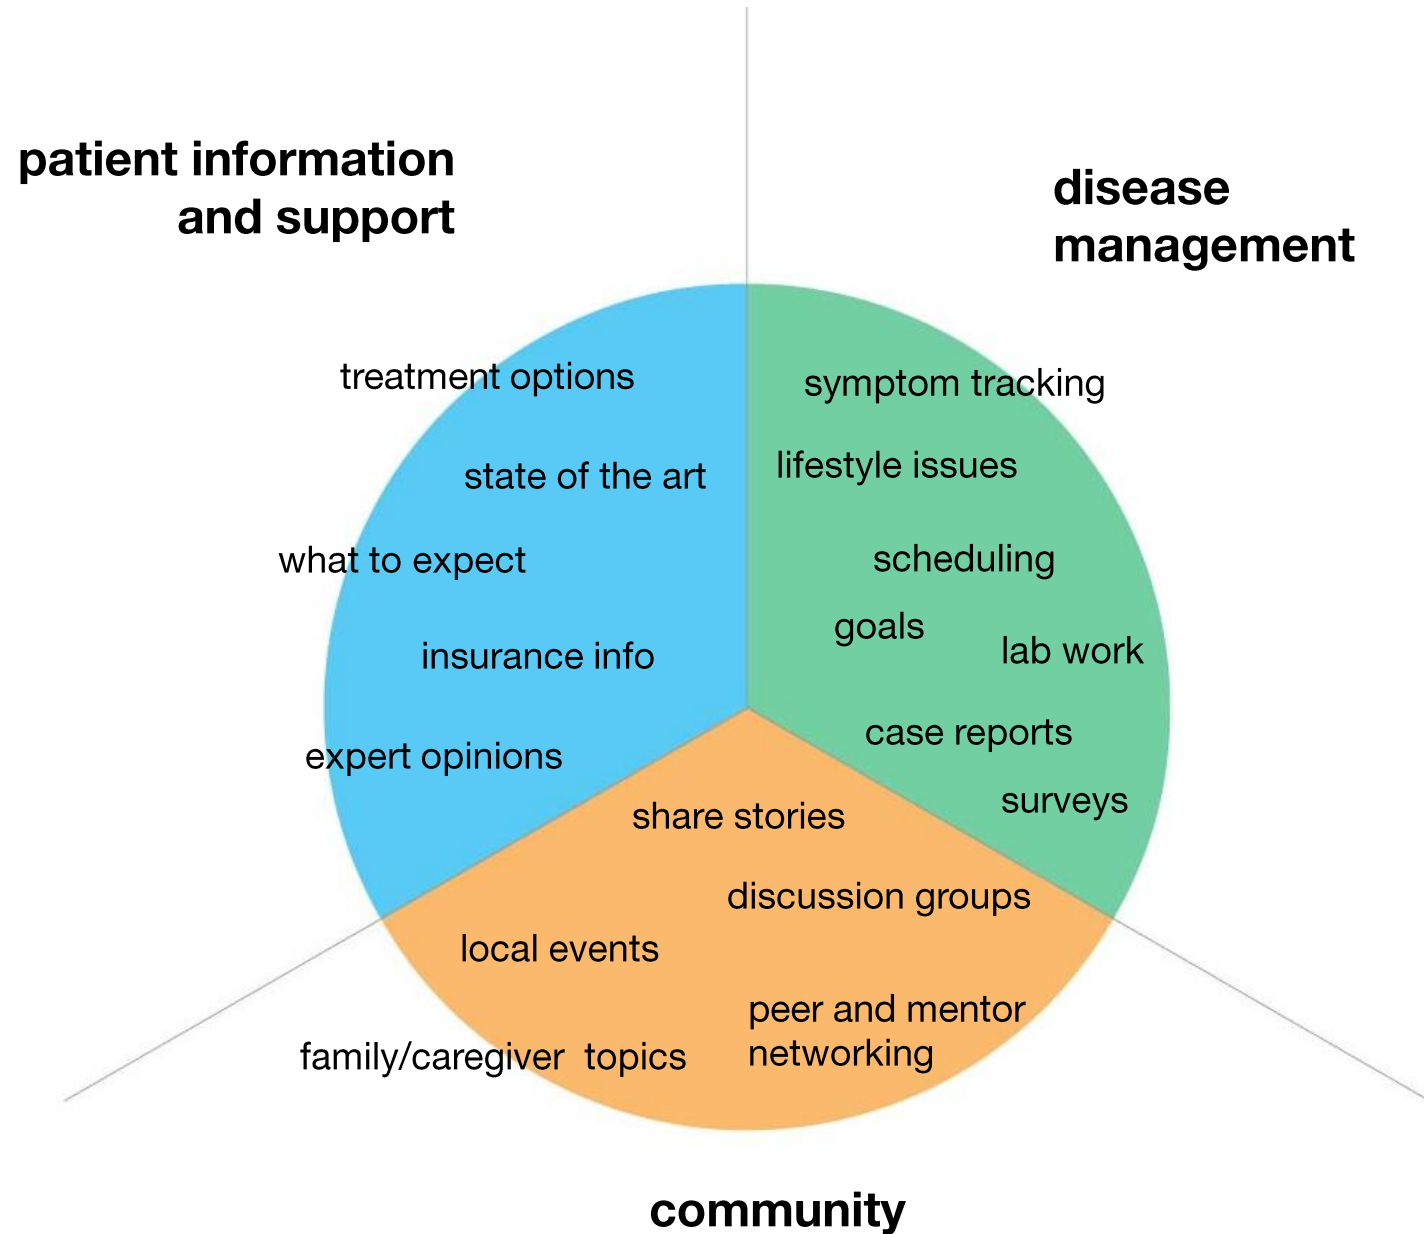 patient information
and support
treatment options
state of the art
what to expect
insurance info
expert opinions
disease
management
symptom tracking
lifestyle issues
scheduling
goals
lab work
case reports
surveys
share stories
discussion groups
local events
peer and mentor
networking
family/caregiver  topics
community